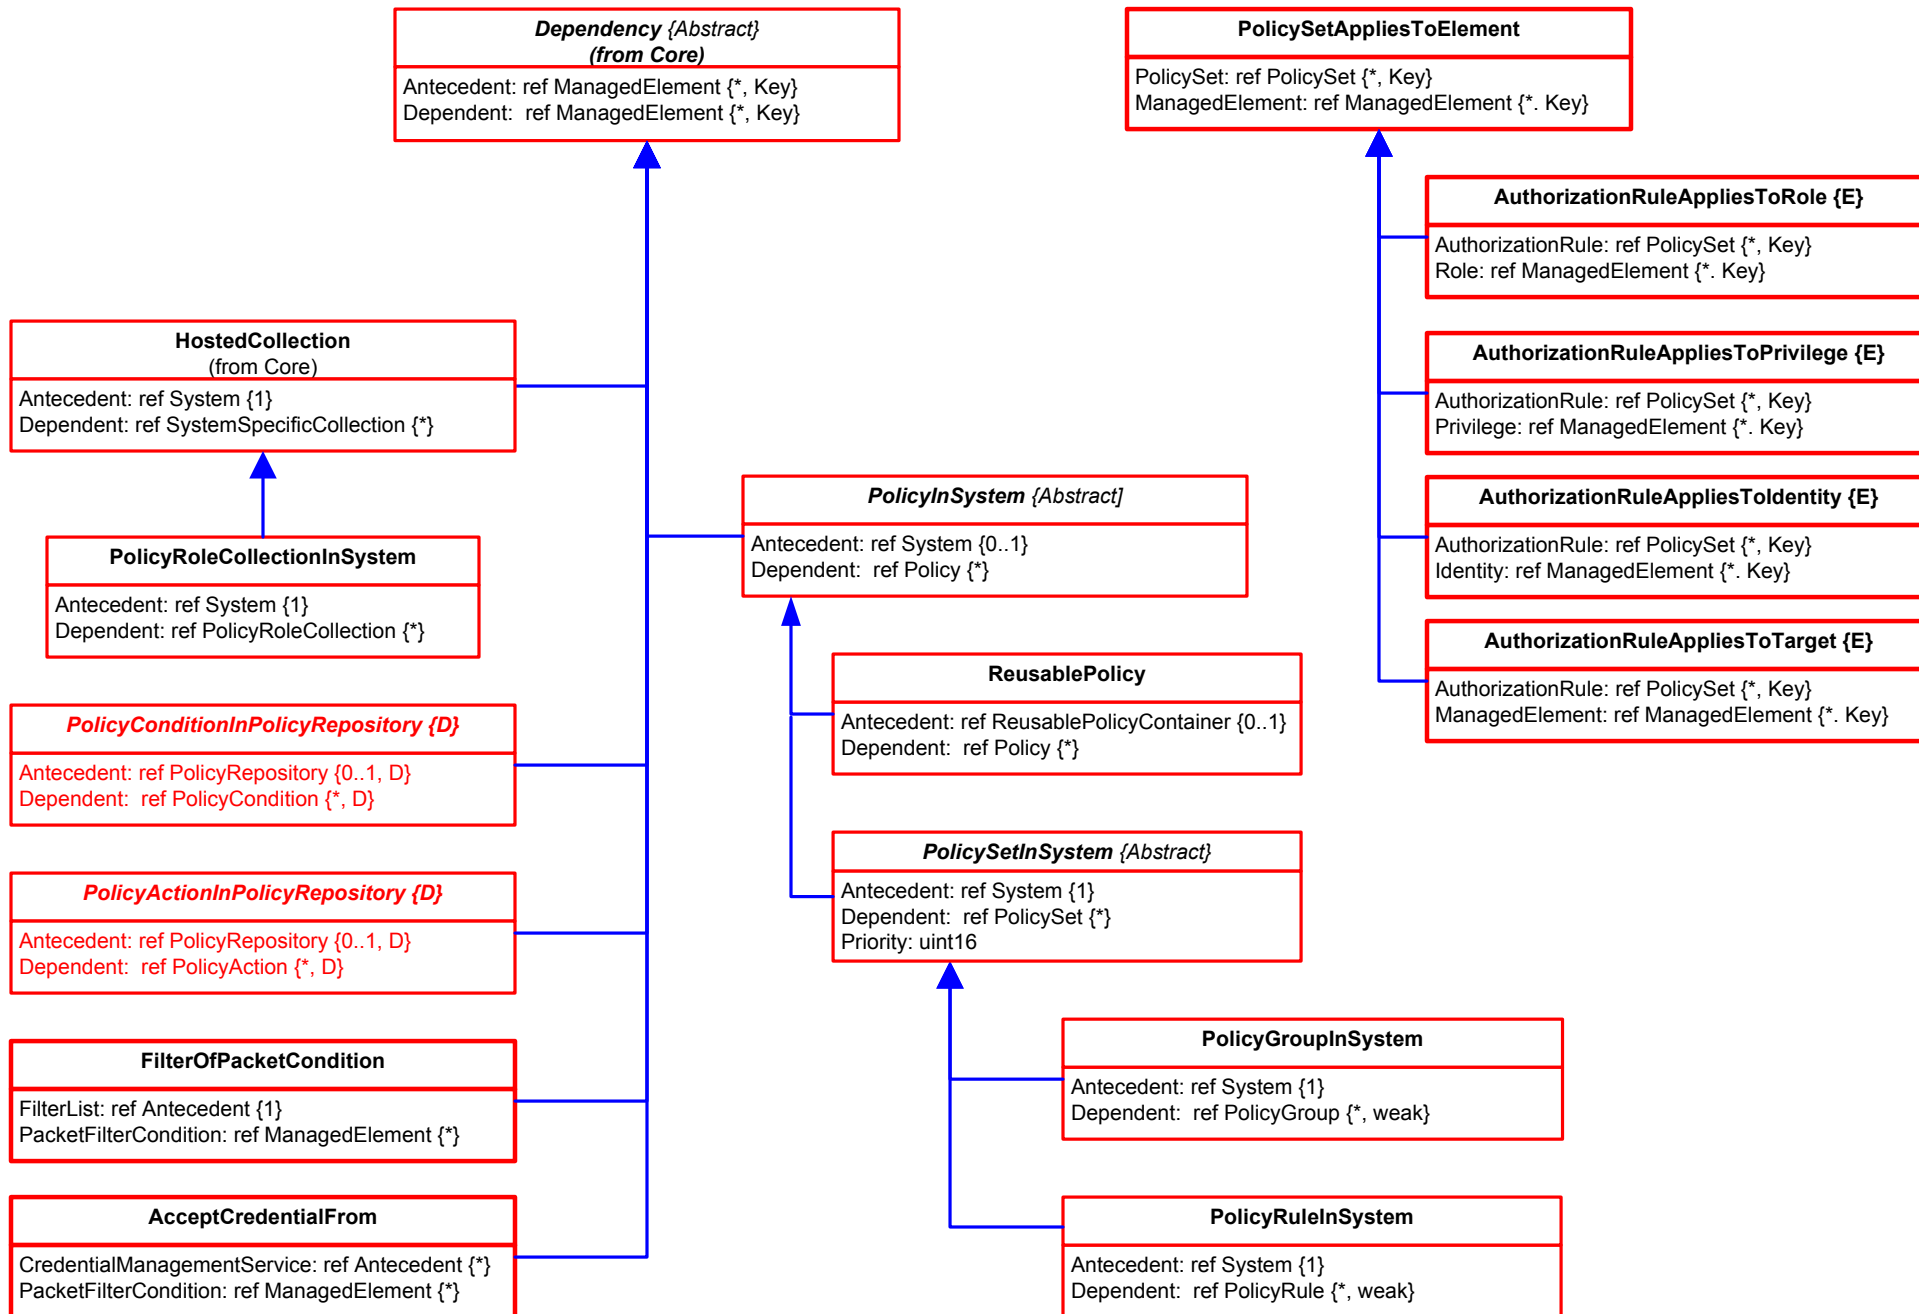 Dependency {Abstract}
(from Core)
Antecedent: ref ManagedElement {*, Key}
Dependent:  ref ManagedElement {*, Key}
PolicySetAppliesToElement
PolicySet: ref PolicySet {*, Key}
ManagedElement: ref ManagedElement {*. Key}
AuthorizationRuleAppliesToRole {E}
AuthorizationRule: ref PolicySet {*, Key}
Role: ref ManagedElement {*. Key}
HostedCollection
(from Core)
Antecedent: ref System {1}
Dependent: ref SystemSpecificCollection {*}
AuthorizationRuleAppliesToPrivilege {E}
AuthorizationRule: ref PolicySet {*, Key}
Privilege: ref ManagedElement {*. Key}
PolicyInSystem {Abstract]
Antecedent: ref System {0..1}
Dependent:  ref Policy {*}
AuthorizationRuleAppliesToIdentity {E}
AuthorizationRule: ref PolicySet {*, Key}
Identity: ref ManagedElement {*. Key}
PolicyRoleCollectionInSystem
Antecedent: ref System {1}
Dependent: ref PolicyRoleCollection {*}
AuthorizationRuleAppliesToTarget {E}
AuthorizationRule: ref PolicySet {*, Key}
ManagedElement: ref ManagedElement {*. Key}
ReusablePolicy
Antecedent: ref ReusablePolicyContainer {0..1}
Dependent:  ref Policy {*}
PolicyConditionInPolicyRepository {D}
Antecedent: ref PolicyRepository {0..1, D}
Dependent:  ref PolicyCondition {*, D}
PolicySetInSystem {Abstract}
Antecedent: ref System {1}
Dependent:  ref PolicySet {*}
Priority: uint16
PolicyActionInPolicyRepository {D}
Antecedent: ref PolicyRepository {0..1, D}
Dependent:  ref PolicyAction {*, D}
PolicyGroupInSystem
Antecedent: ref System {1}
Dependent:  ref PolicyGroup {*, weak}
FilterOfPacketCondition
FilterList: ref Antecedent {1}
PacketFilterCondition: ref ManagedElement {*}
AcceptCredentialFrom
CredentialManagementService: ref Antecedent {*}
PacketFilterCondition: ref ManagedElement {*}
PolicyRuleInSystem
Antecedent: ref System {1}
Dependent:  ref PolicyRule {*, weak}